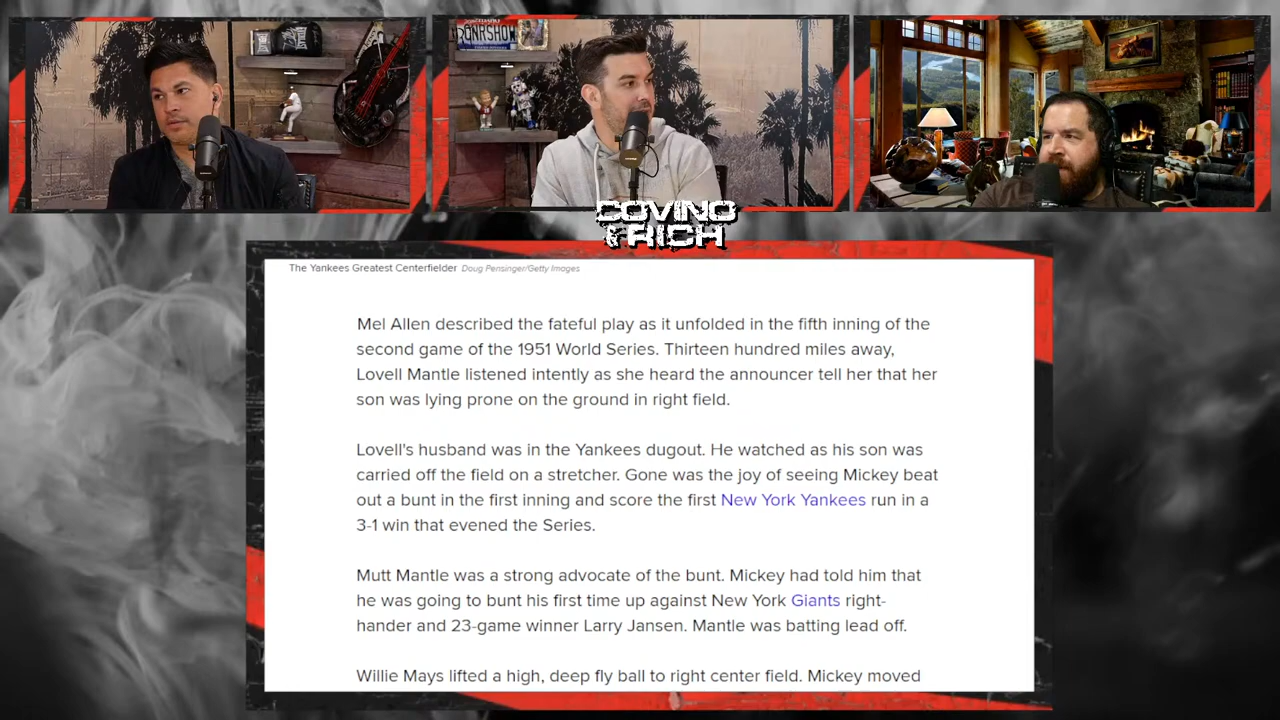 CNRSHOW
COVINO
& RICH
The Yankees Greatest Centerfielder Doug Pensinger/Getty Images
Mel Allen described the fateful play as it unfolded in the fifth inning of the
second game of the 1951 World Series. Thirteen hundred miles away,
Lovell Mantle listened intently as she heard the announcer tell her that her
son was lying prone on the ground in right field.
Lovell's husband was in the Yankees dugout. He watched as his son was
carried off the field on a stretcher. Gone was the joy of seeing Mickey beat
out a bunt in the first inning and score the first New York Yankees run in a
3-1 win that evened the Series.
Mutt Mantle was a strong advocate of the bunt. Mickey had told him that
he was going to bunt his first time up against New York Giants right-
hander and 23-game winner Larry Jansen. Mantle was batting lead off.
Willie Mays lifted a high, deep fly ball to right center field. Mickey moved